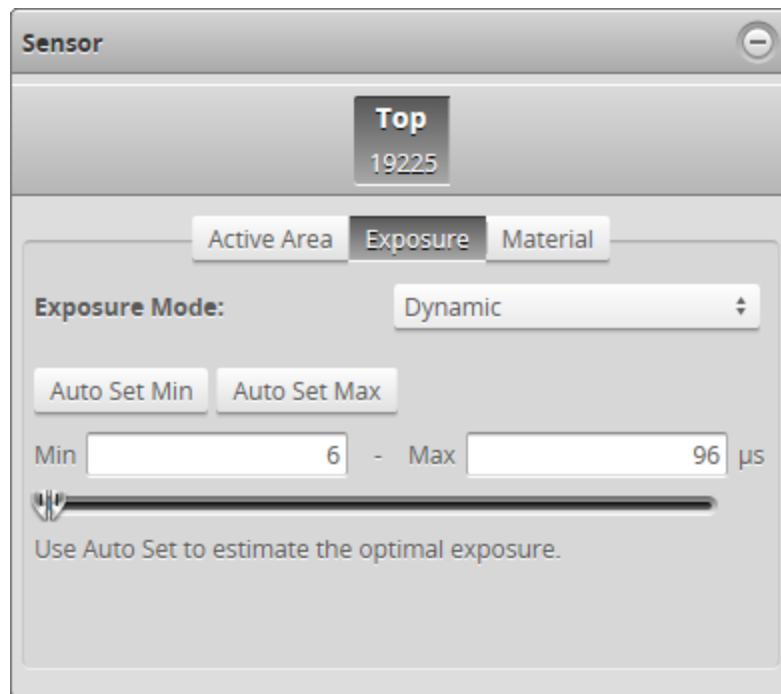 Sensor
Top
19225
Active Area Exposure Material
Exposure Mode: Dynamic
Auto Set Min Auto Set Max
Min 6 - Max 96 µs
Use Auto Set to estimate the optimal exposure.